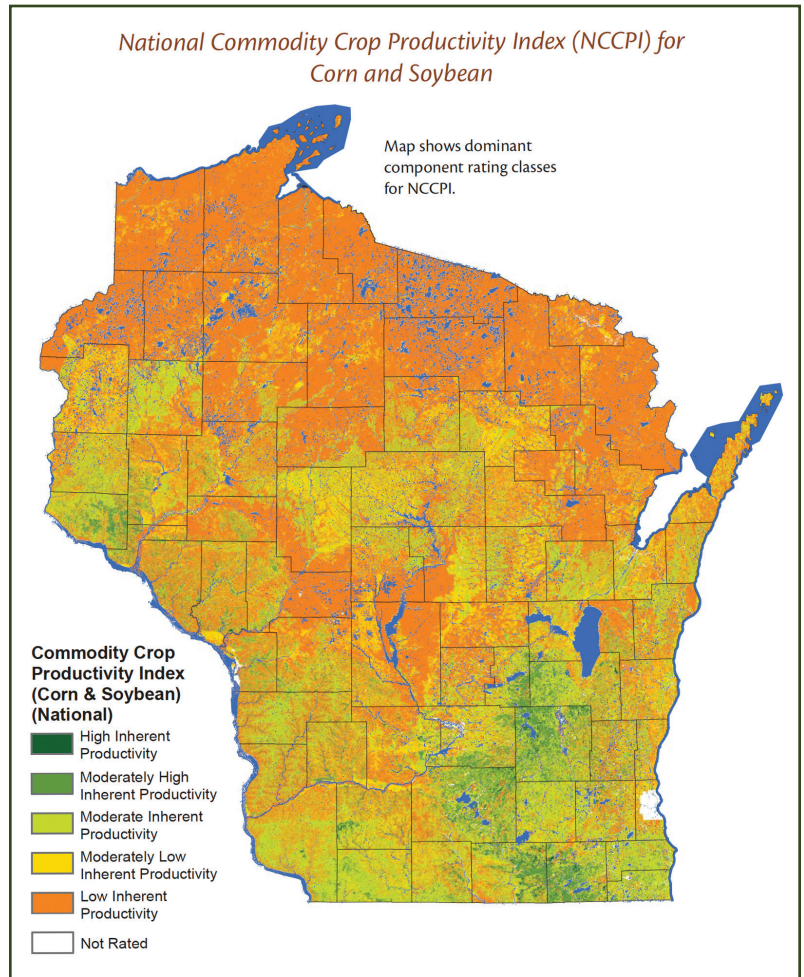 National Commodity Crop Productivity Index (NCCPI) for
Corn and Soybean
Map shows dominant
component rating classes
for NCCPI.
Commodity Crop
Productivity Index
(Corn & Soybean)
(National)
High Inherent
Productivity
Moderately High
Inherent Productivity
Moderate Inherent
Productivity
Moderately Low
Inherent Productivity
Low Inherent
Productivity
Not Rated